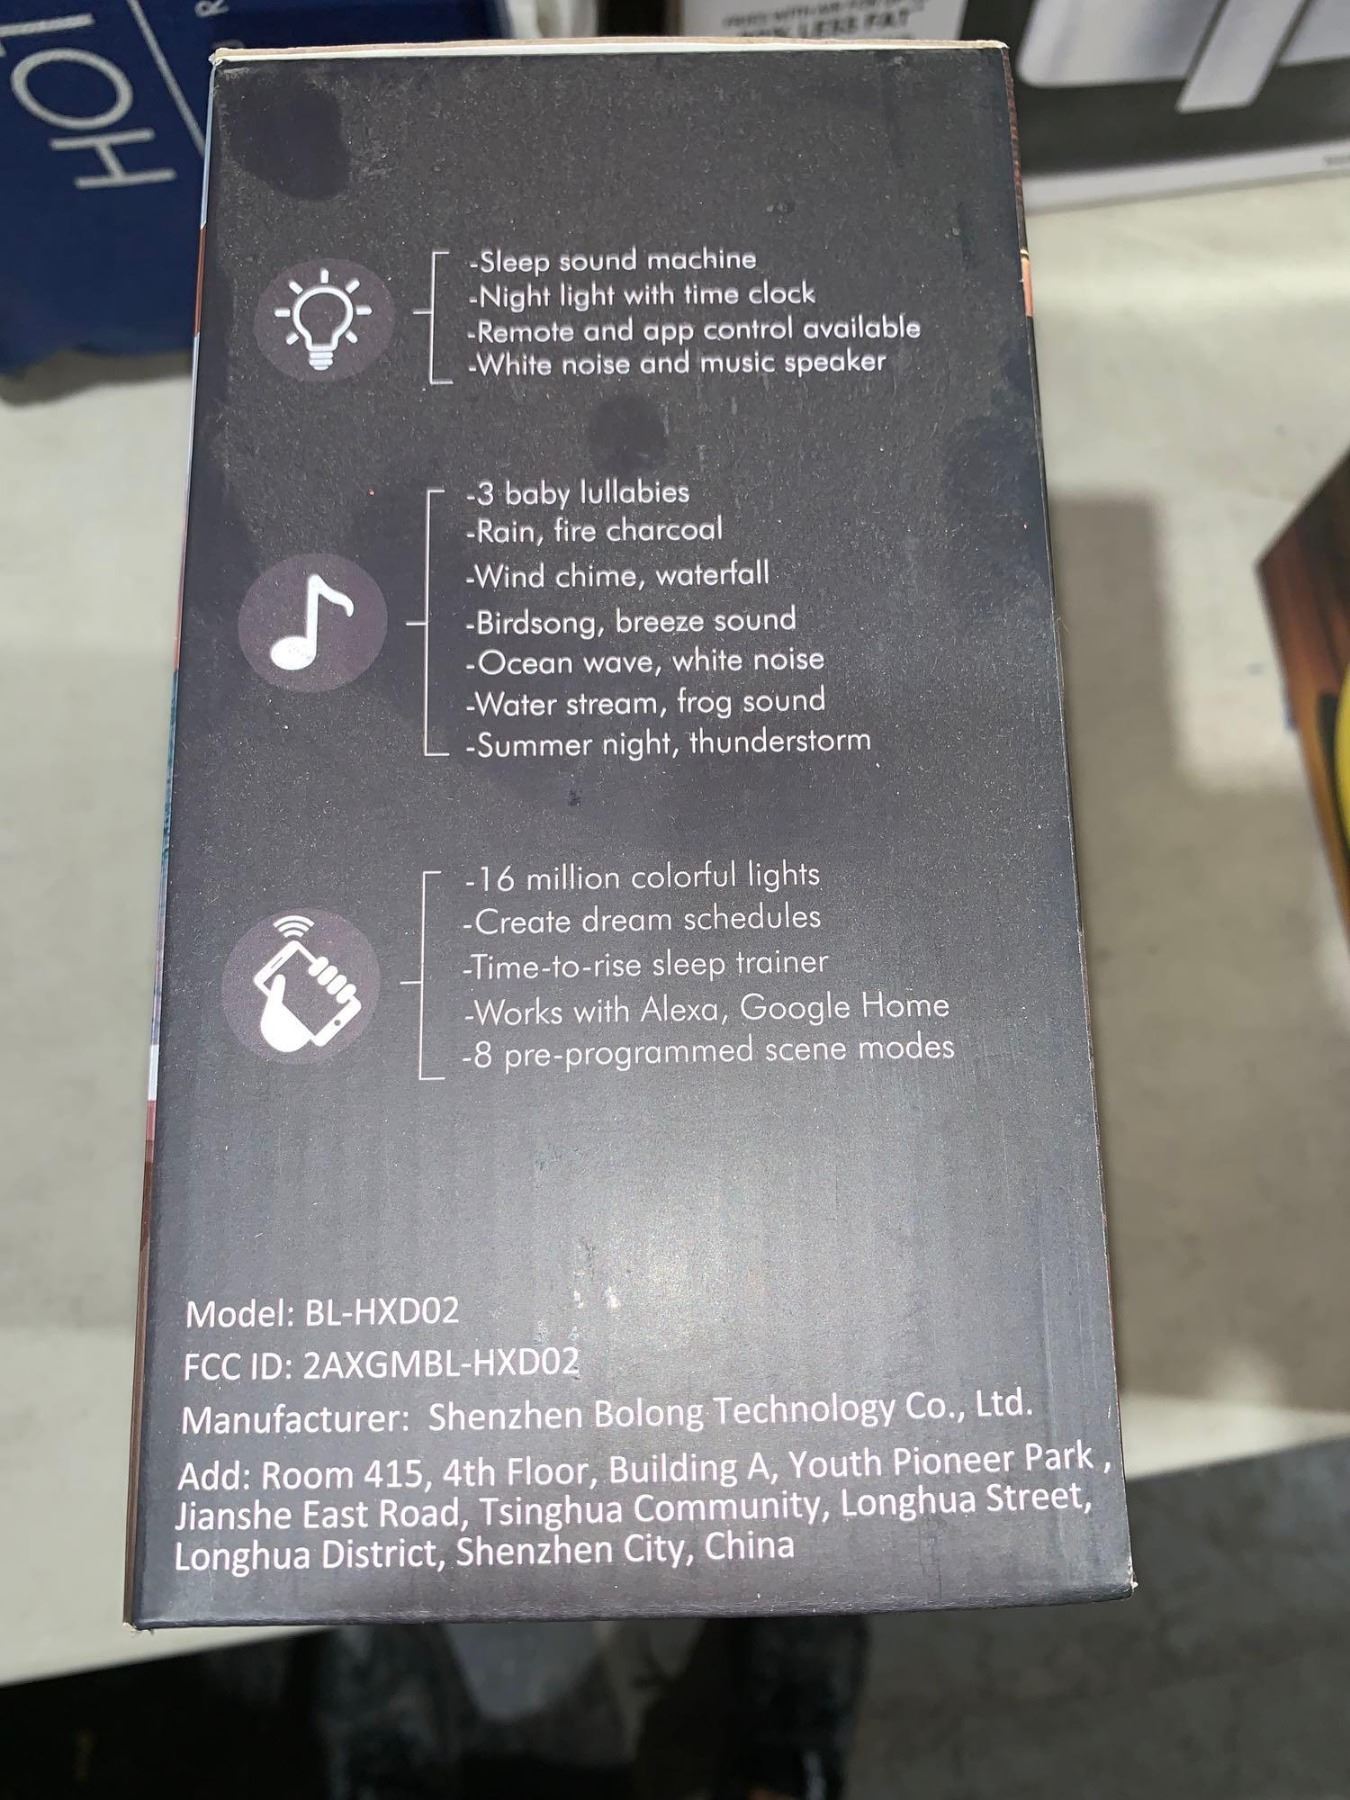 HOT
R
LESS FAT
-Sleep sound machine
-Night light with time clock
-Remote and app control available
-White noise and music speaker
-3 baby lullabies
-Rain, fire charcoal
-Wind chime, waterfall
-Birdsong, breeze sound
-Ocean wave, white noise
-Water stream, frog sound
-Summer night, thunderstorm
-16 million colorful lights
-Create dream schedules
-Time-to-rise sleep trainer
-Works with Alexa, Google Home
-8 pre-programmed scene modes
Model: BL-HXD02
FCC ID: 2AXGMBL-HXD02
Manufacturer: Shenzhen Bolong Technology Co., Ltd.
Add: Room 415, 4th Floor, Building A, Youth Pioneer Park ,
Jianshe East Road, Tsinghua Community, Longhua Street,
Longhua District, Shenzhen City, China